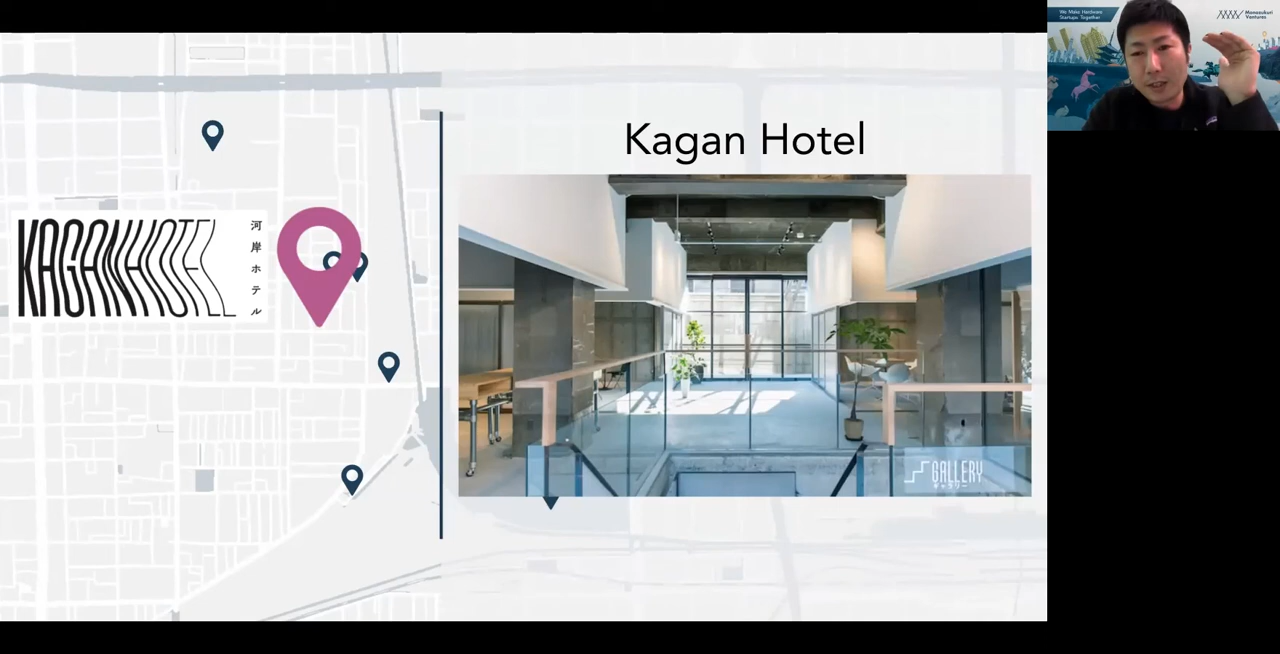 Kagan Hotel
KAGANHOTEL
河岸ホテル
GALLERY
ギャラリー
We Make Hardware
Startups Together
Monozukuri
Ventures